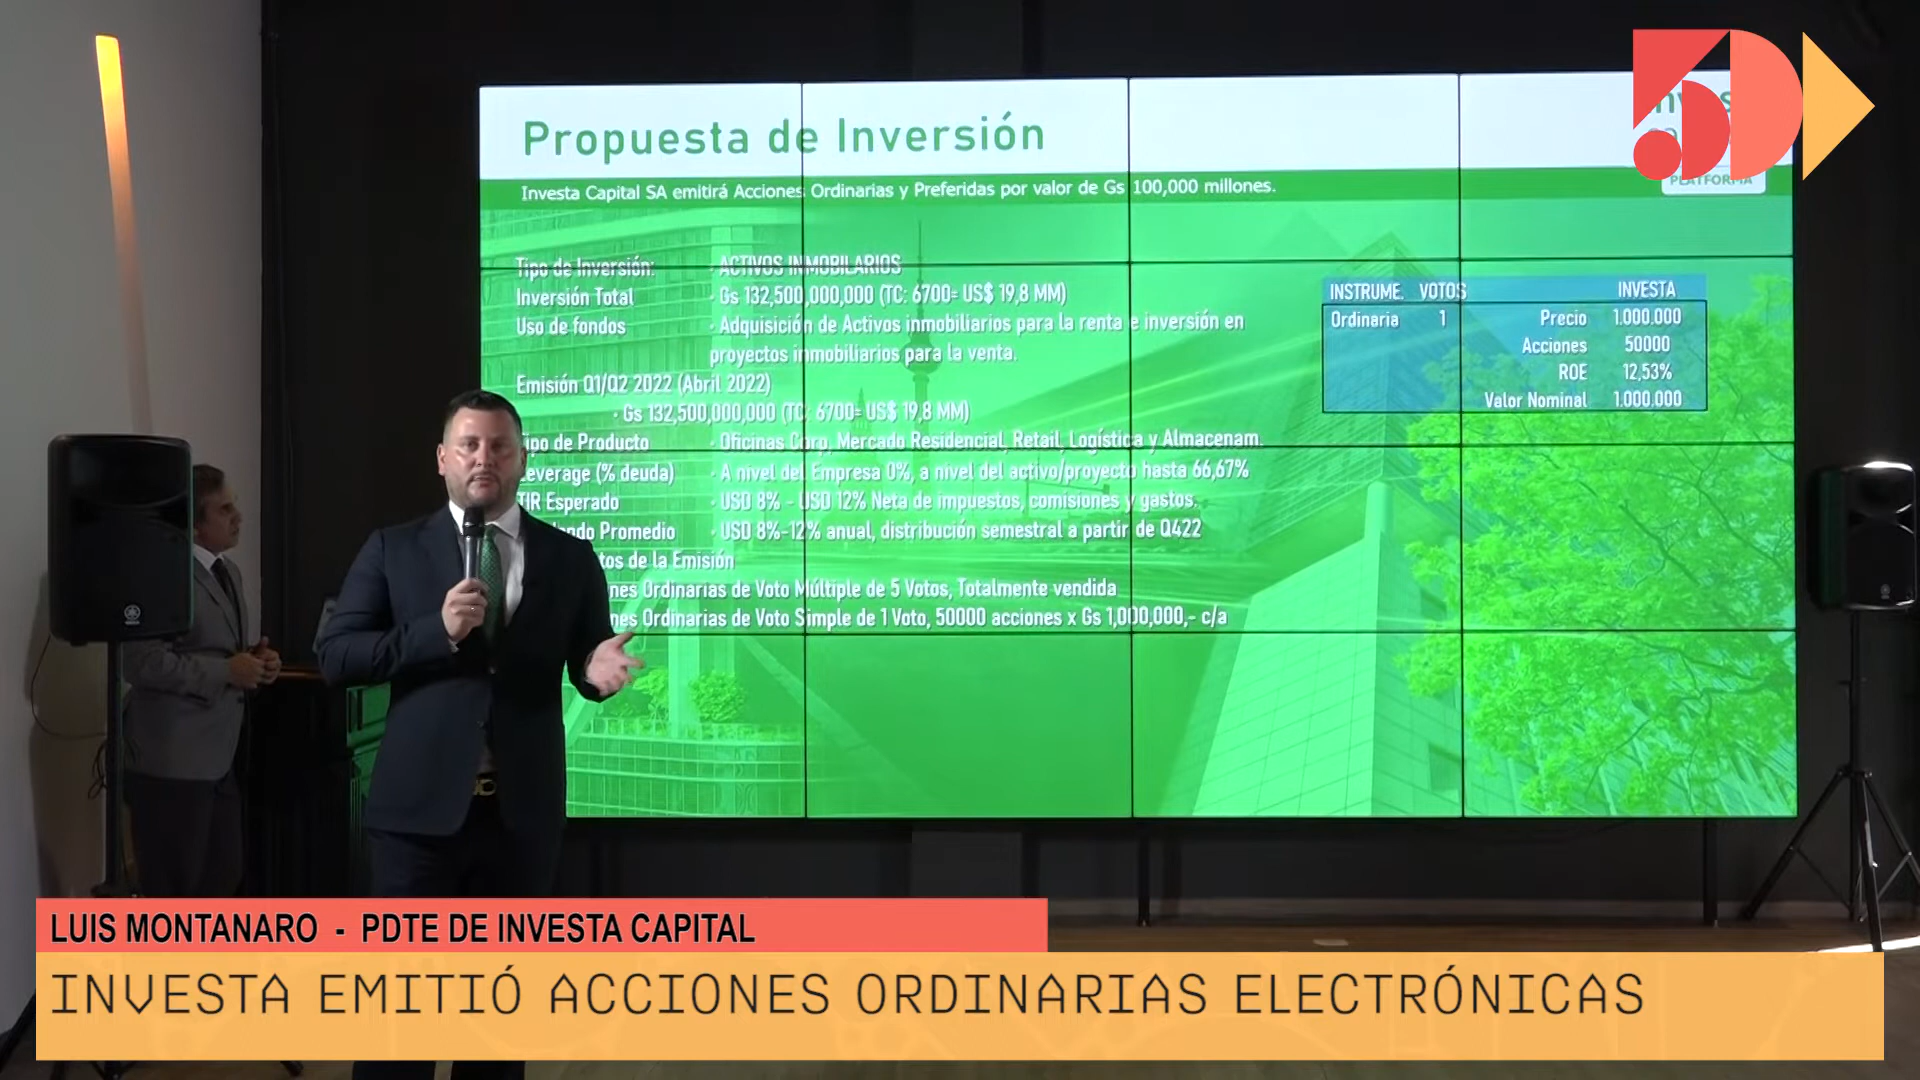 Propuesta de Inversión
Investa Capital SA emitirá Acciones Ordinarias y Preferidas por valor de Gs 100,000 millones.
PLATFORMA
Tipo de Inversión: · ACTIVOS INMOBILARIOS
Inversión Total · Gs 132,500,000,000 (TC: 6700= US$ 19,8 MM)
Uso de fondos · Adquisición de Activos inmobiliarios para la renta e inversión en
proyectos inmobiliarios para la venta.
Emisión Q1/Q2 2022 (Abril 2022)
· Gs 132,500,000,000 (TC: 6700= US$ 19,8 MM)
Tipo de Producto · Oficinas Corp, Mercado Residencial, Retail, Logística y Almacenam.
Leverage (% deuda) · A nivel del Empresa 0%, a nivel del activo/proyecto hasta 66,67%
TIR Esperado · USD 8% - USD 12% Neta de impuestos, comisiones y gastos.
Promedio · USD 8%-12% anual, distribución semestral a partir de Q422
de la Emisión
Ordinarias de Voto Múltiple de 5 Votos, Totalmente vendida
Ordinarias de Voto Simple de 1 Voto, 50000 acciones x Gs 1,000,000,- c/a
INSTRUME. VOTOS INVESTA
Ordinaria 1 Precio 1.000.000
Acciones 50000
ROE 12,53%
Valor Nominal 1.000.000
LUIS MONTANARO - PDTE DE INVESTA CAPITAL
INVESTA EMITIÓ ACCIONES ORDINARIAS ELECTRÓNICAS